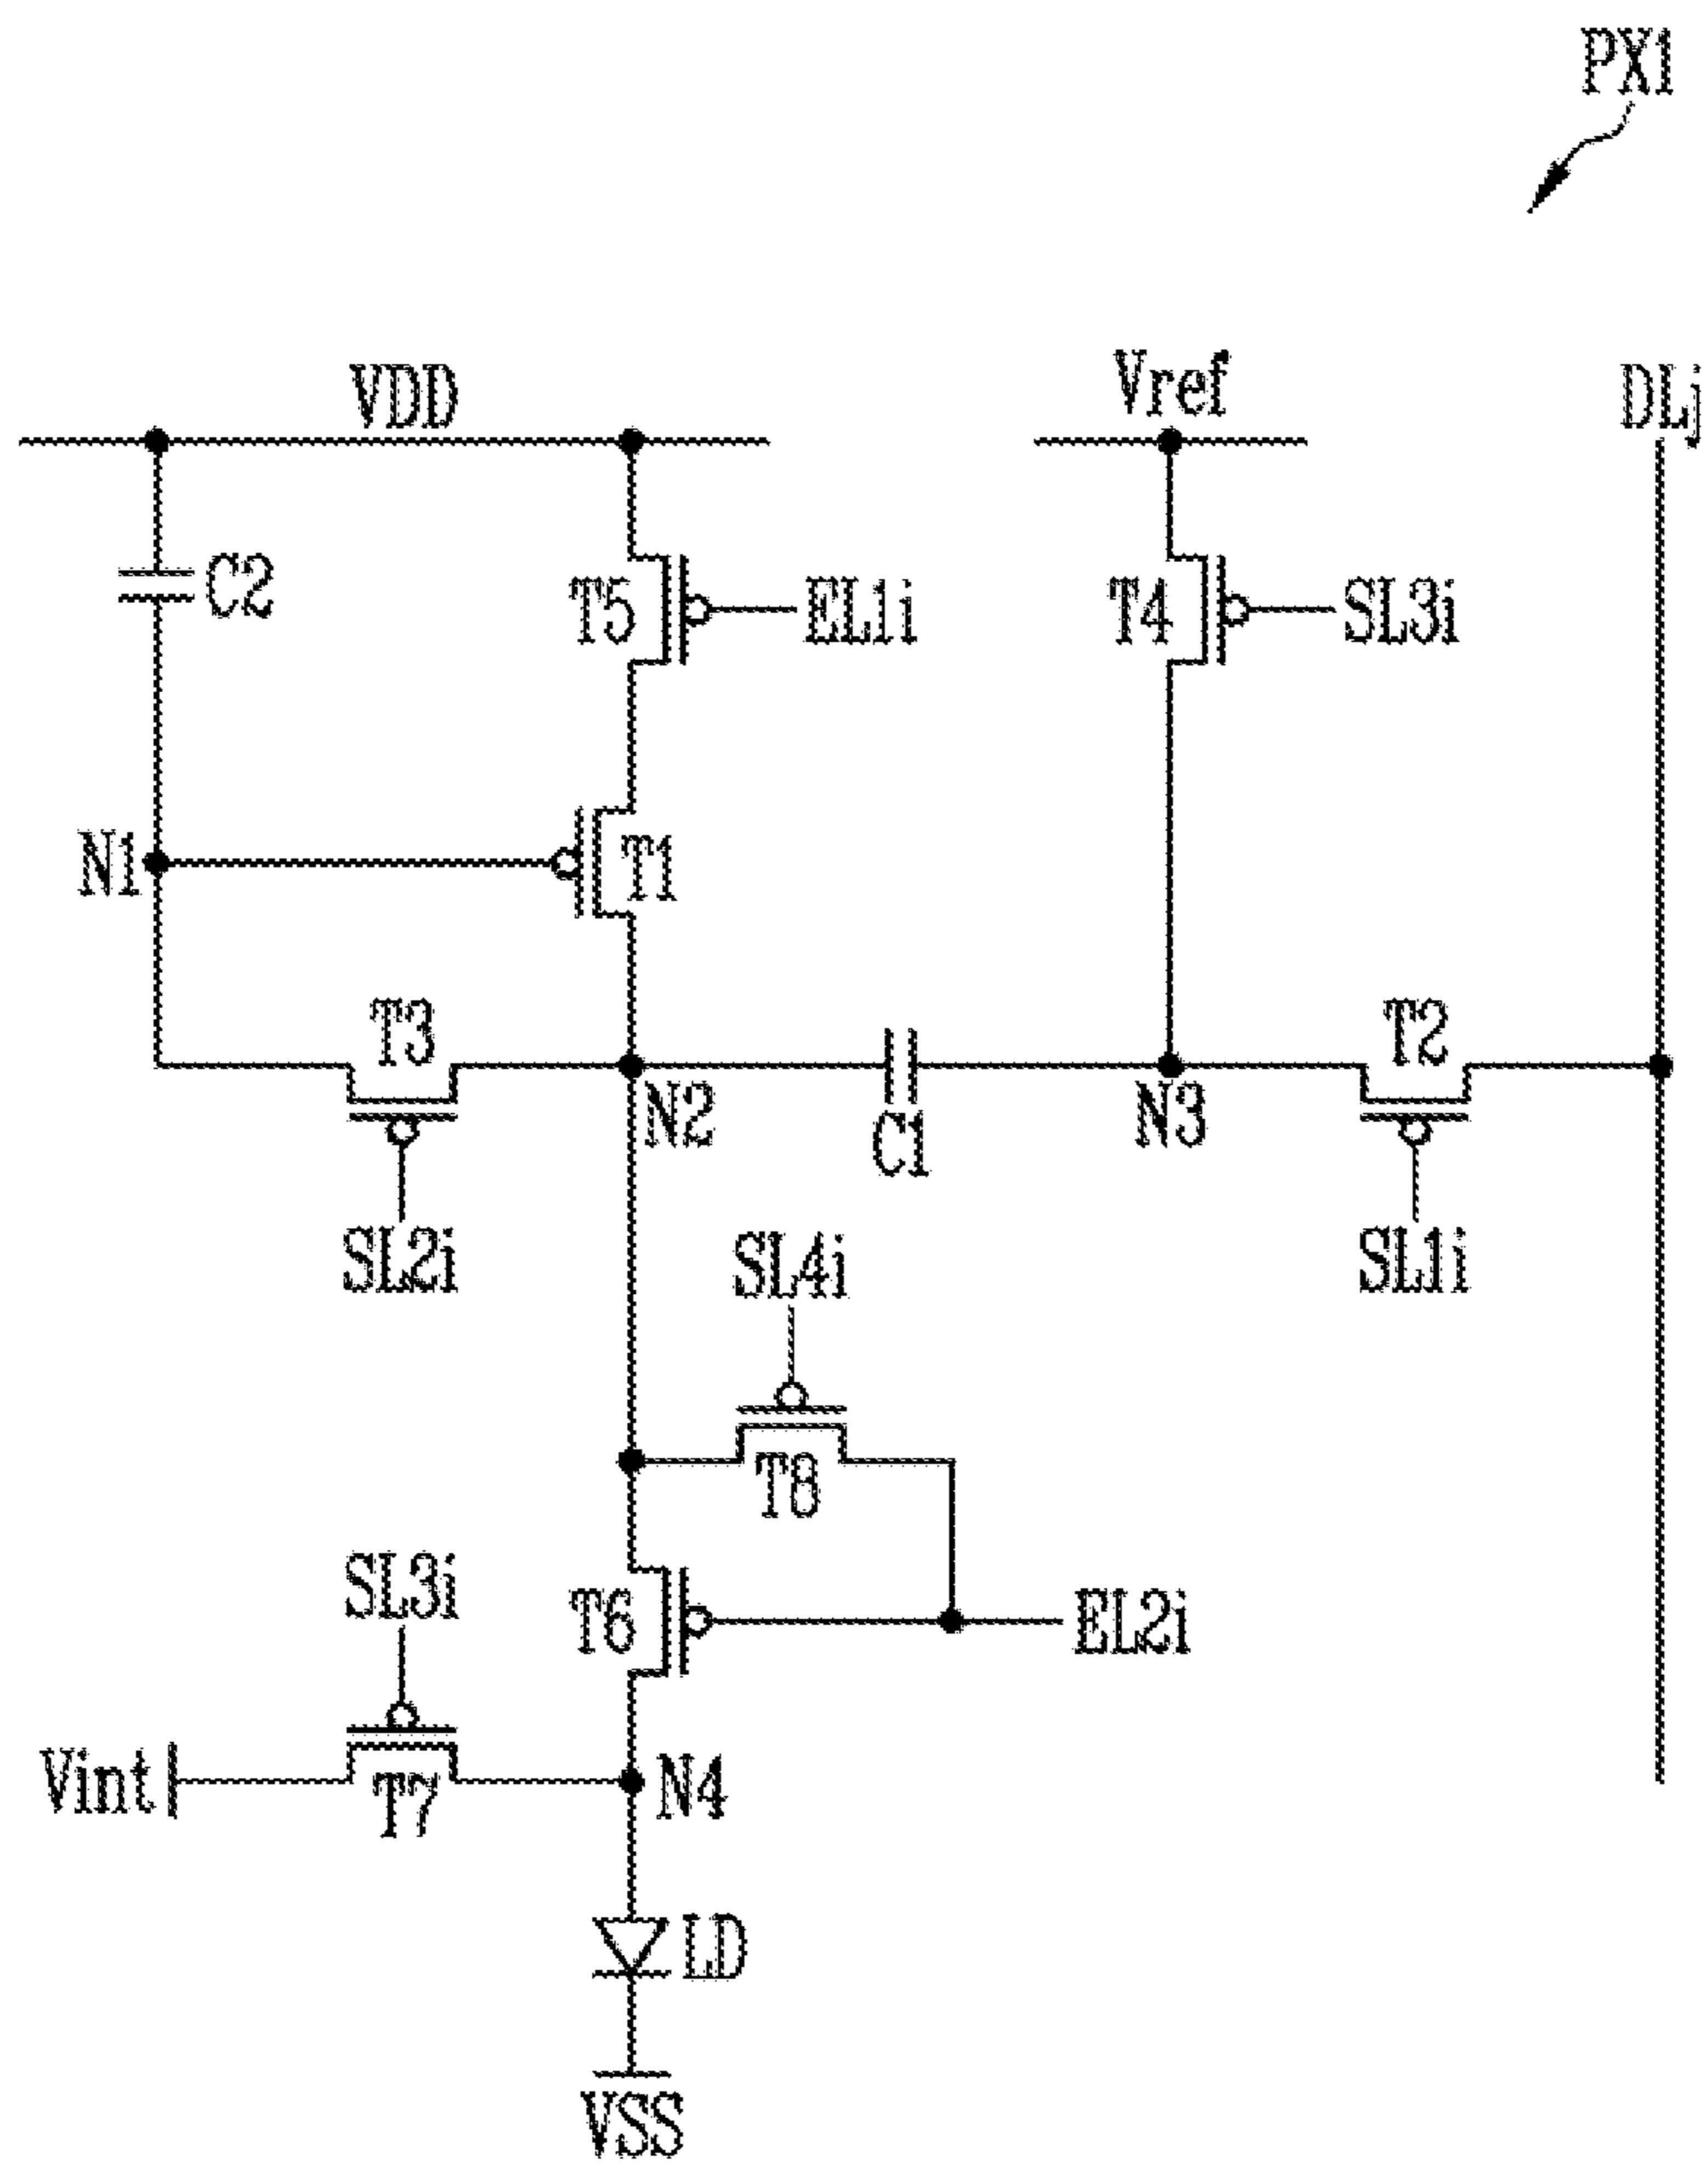 PX1
VDD
Vref
DLj
C2
T5
EL1i
T4
SL3i
N1
T1
T3
T2
N2
C1
N3
SL2i
SL4i
SL1i
T8
SL3i
T6
EL2i
Vint
T7
N4
LD
VSS